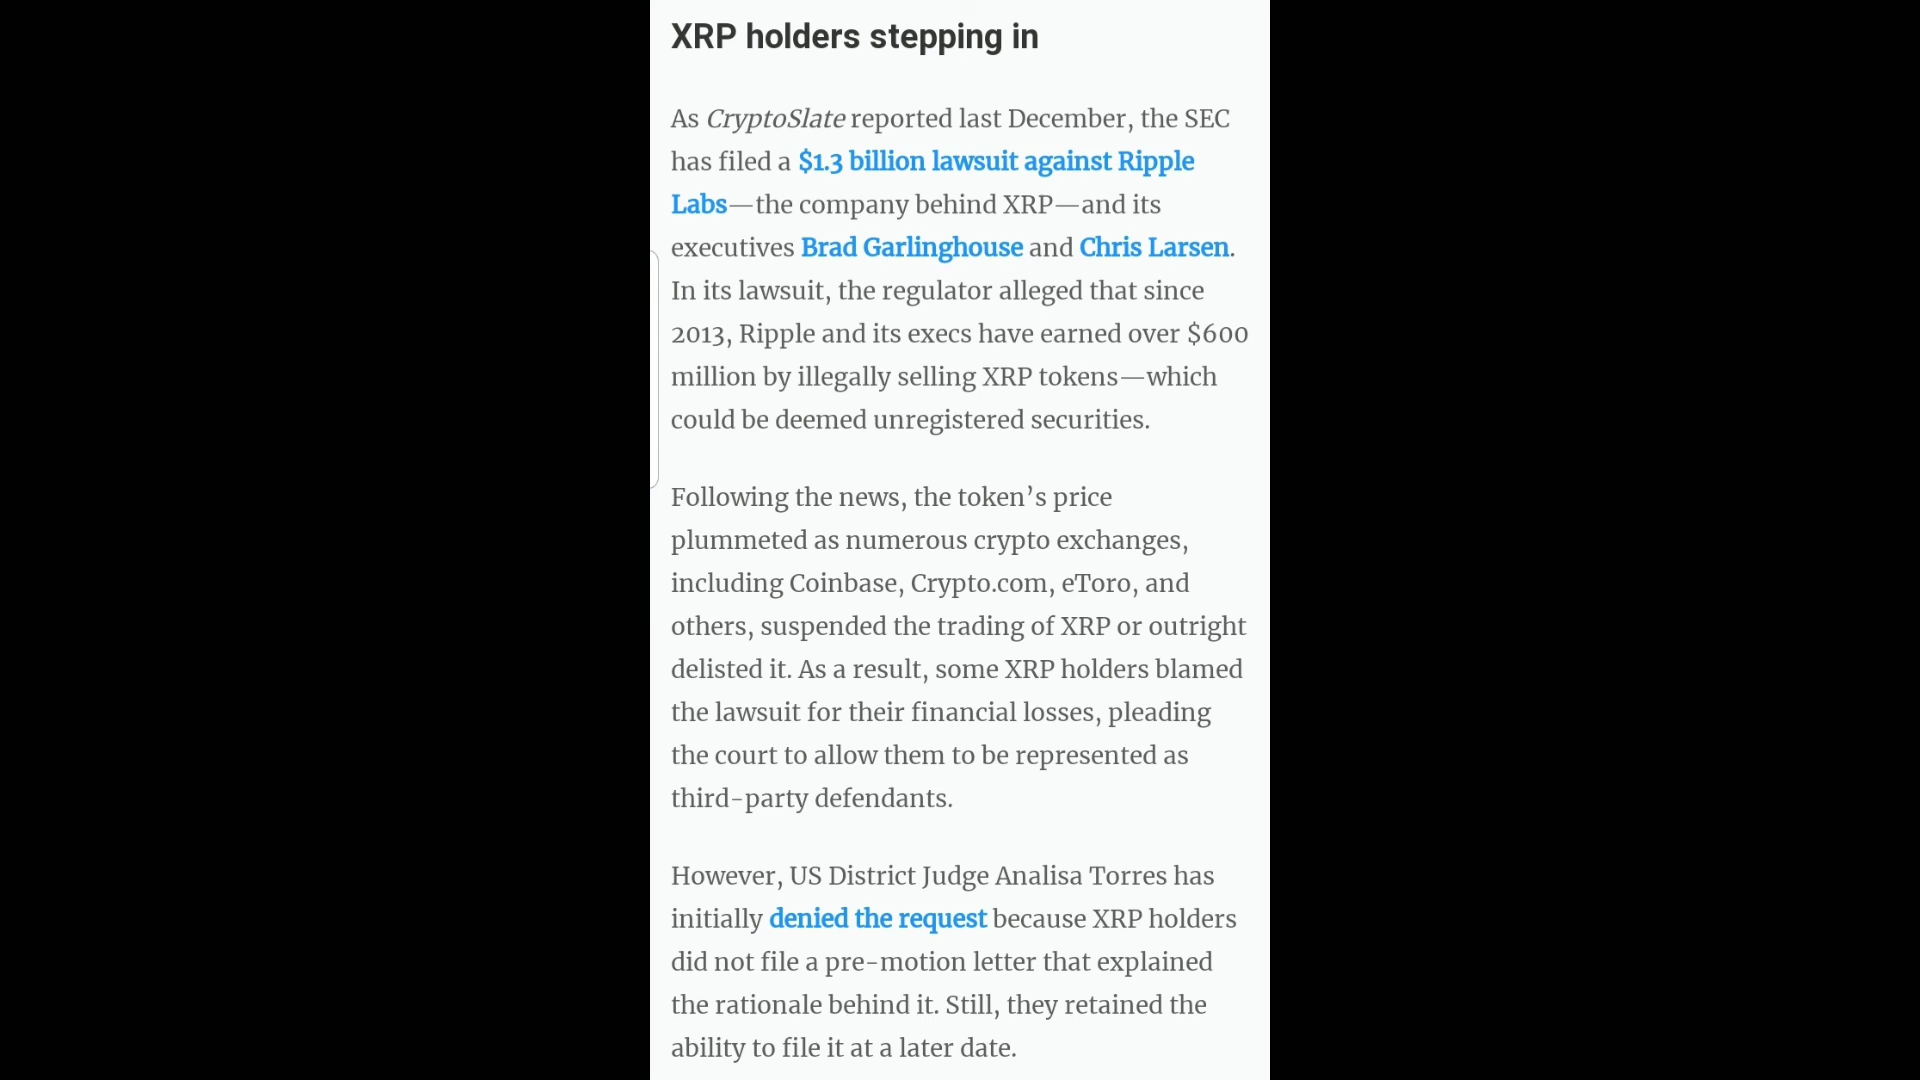 XRP holders stepping in
As CryptoSlate reported last December, the SEC
has filed a $1.3 billion lawsuit against Ripple
Labs—the company behind XRP—and its
executives Brad Garlinghouse and Chris Larsen.
In its lawsuit, the regulator alleged that since
2013, Ripple and its execs have earned over $600
million by illegally selling XRP tokens—which
could be deemed unregistered securities.
Following the news, the token’s price
plummeted as numerous crypto exchanges,
including Coinbase, Crypto.com, eToro, and
others, suspended the trading of XRP or outright
delisted it. As a result, some XRP holders blamed
the lawsuit for their financial losses, pleading
the court to allow them to be represented as
third-party defendants.
However, US District Judge Analisa Torres has
initially denied the request because XRP holders
did not file a pre-motion letter that explained
the rationale behind it. Still, they retained the
ability to file it at a later date.